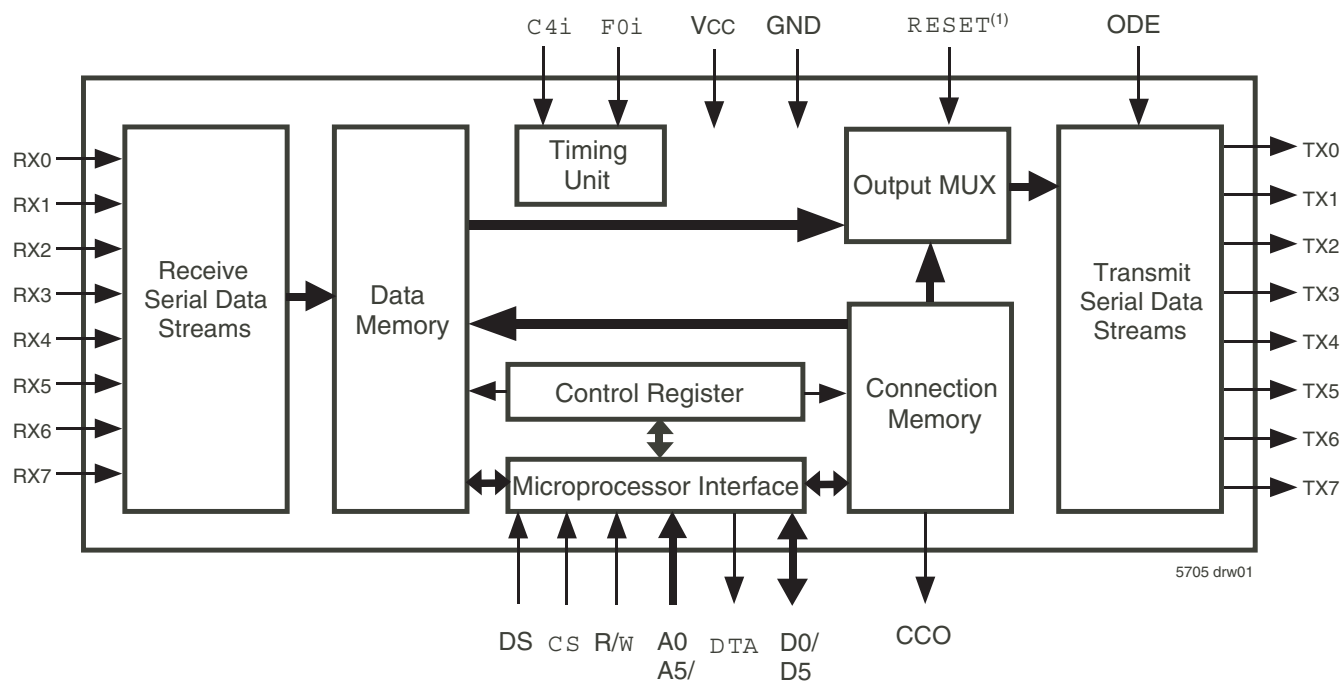 C4i F0i VCC GND RESET(1) ODE
RX0
RX1
RX2
RX3
RX4
RX5
RX6
RX7
Receive
Serial Data
Streams
Data
Memory
Timing
Unit
Output MUX
Control Register
Microprocessor Interface
Connection
Memory
Transmit
Serial Data
Streams
TX0
TX1
TX2
TX3
TX4
TX5
TX6
TX7
5705 drw01
DS CS R/W A0 DTA D0/ CCO
A5/ D5